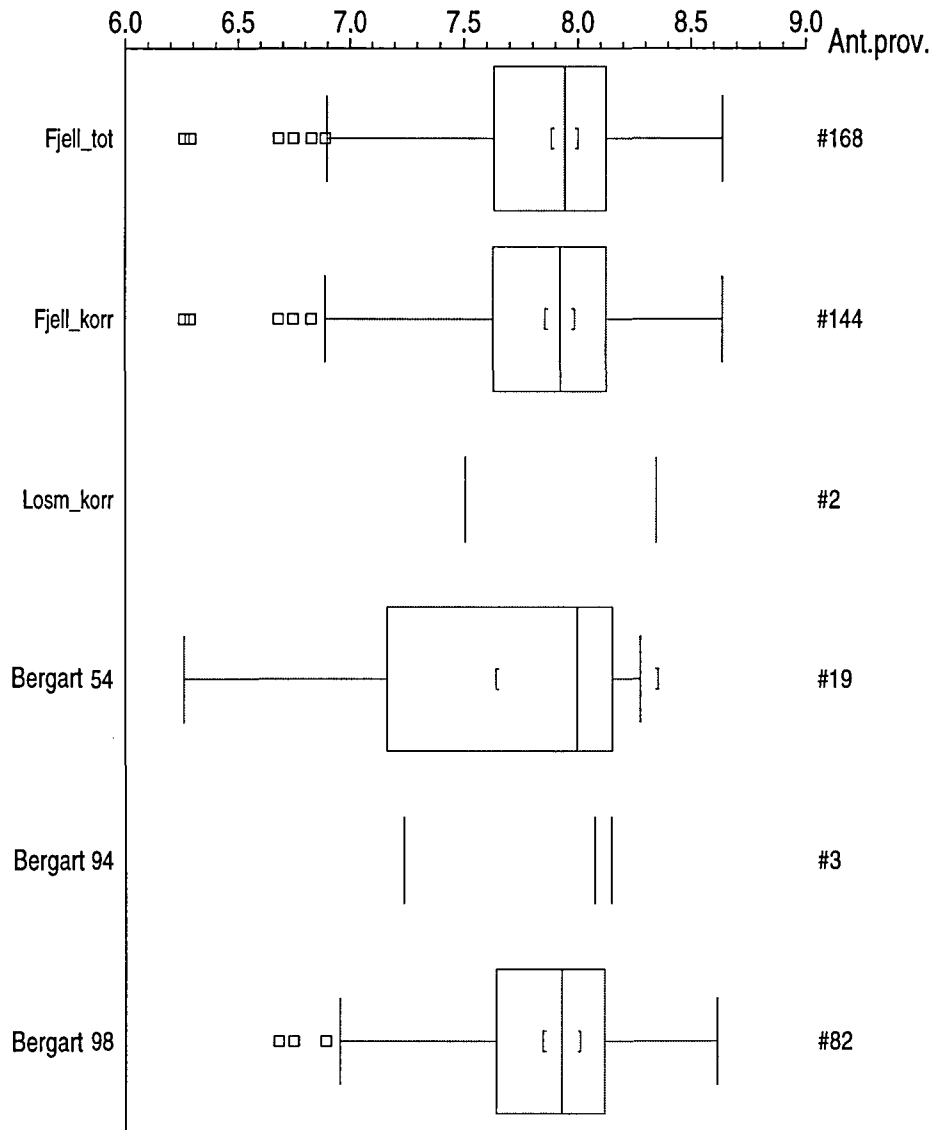 6.0 6.5 7.0 7.5 8.0 8.5 9.0
Ant.prov.
Fjell_tot #168
Fjell_korr #144
Losm_korr #2
Bergart 54 #19
Bergart 94 #3
Bergart 98 #82